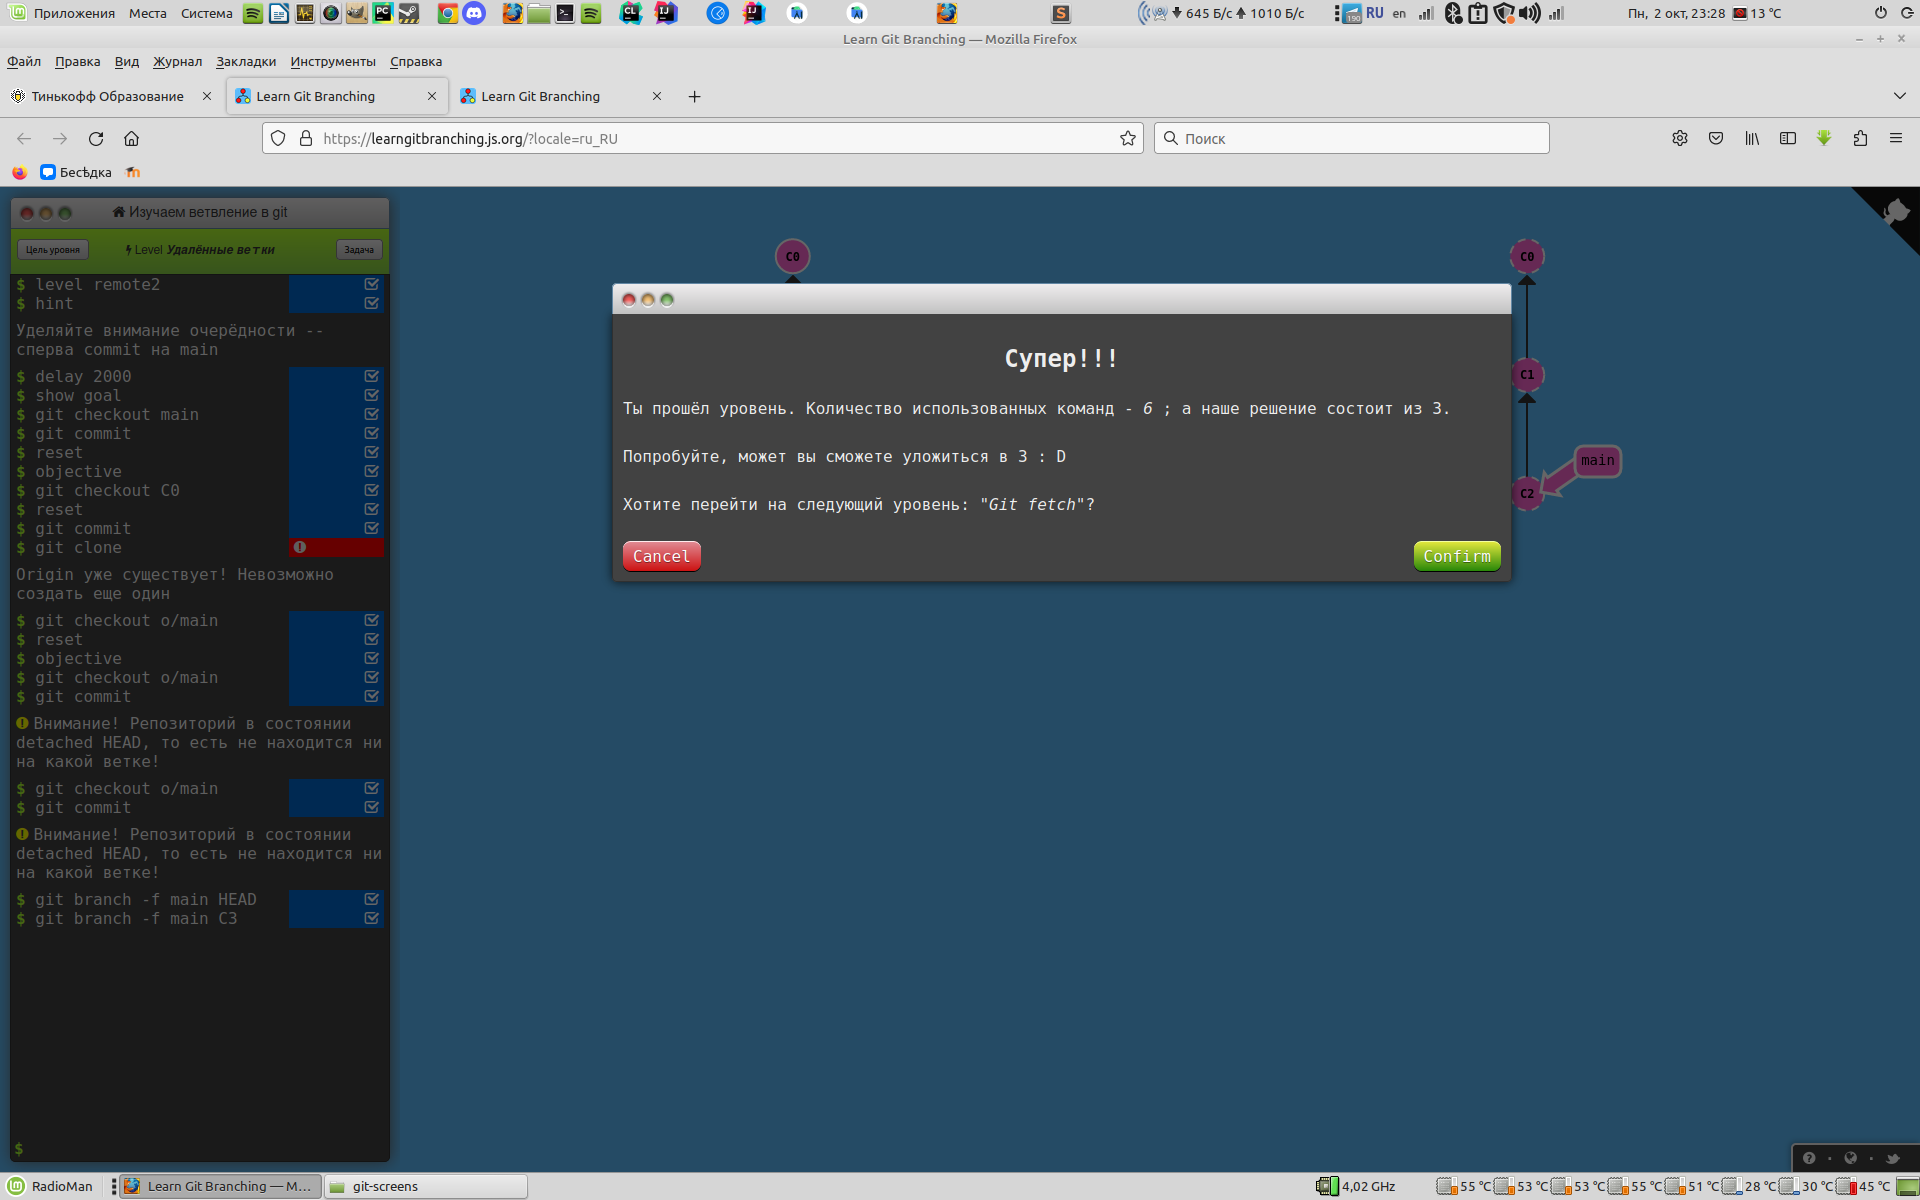 Приложения Места Система
645 Б/с 1010 Б/с
190 RU en
Пн, 2 окт, 23:28 13 °C
Learn Git Branching — Mozilla Firefox
Файл Правка Вид Журнал Закладки Инструменты Справка
Тинькофф Образование
Learn Git Branching
Learn Git Branching
https://learngitbranching.js.org/?locale=ru_RU
Поиск
Бесѣдка
Изучаем ветвление в git
Цель уровня
Level Удалённые ветки
Задача
$ level remote2
$ hint
Уделяйте внимание очерёдности --
сперва commit на main
$ delay 2000
$ show goal
$ git checkout main
$ git commit
$ reset
$ objective
$ git checkout C0
$ reset
$ git commit
$ git clone
Origin уже существует! Невозможно
создать еще один
$ git checkout o/main
$ reset
$ objective
$ git checkout o/main
$ git commit
Внимание! Репозиторий в состоянии
detached HEAD, то есть не находится ни
на какой ветке!
$ git checkout o/main
$ git commit
Внимание! Репозиторий в состоянии
detached HEAD, то есть не находится ни
на какой ветке!
$ git branch -f main HEAD
$ git branch -f main C3
$
C0
C0
C1
C2
main
Супер!!!
Ты прошёл уровень. Количество использованных команд - 6 ; а наше решение состоит из 3.
Попробуйте, может вы сможете уложиться в 3 : D
Хотите перейти на следующий уровень: "Git fetch"?
Cancel
Confirm
RadioMan
Learn Git Branching — M...
git-screens
4,02 GHz
55 °C 53 °C 53 °C 55 °C 51 °C 28 °C 30 °C 45 °C